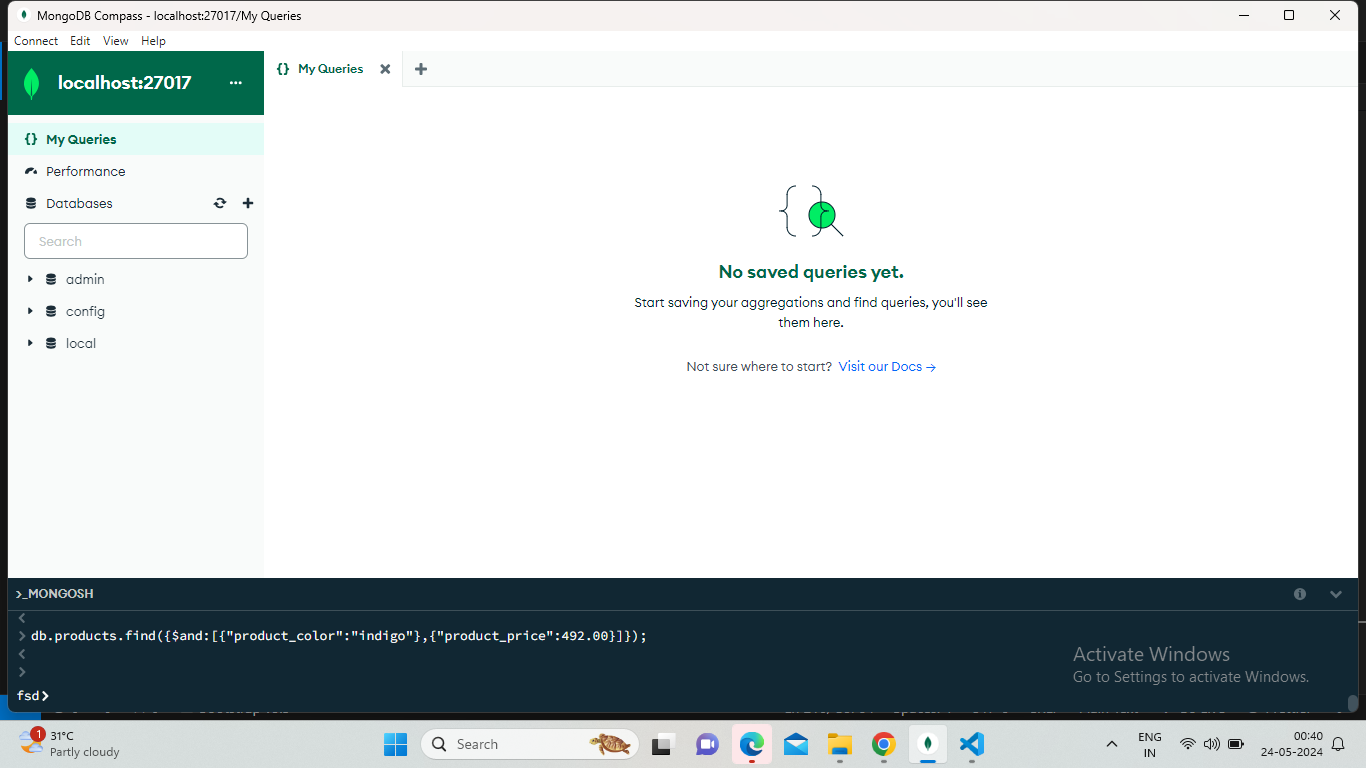 MongoDB Compass - localhost:27017/My Queries
Connect Edit View Help
localhost:27017 ...
{} My Queries
{} My Queries
Performance
Databases
Search
admin
config
local
No saved queries yet.
Start saving your aggregations and find queries, you'll see
them here.
Not sure where to start? Visit our Docs →
>_MONGOSH
db.products.find({$and:[{"product_color":"indigo"},{"product_price":492.00}]});
fsd>
Activate Windows
Go to Settings to activate Windows.
1
31°C
Partly cloudy
Search
ENG
IN
00:40
24-05-2024